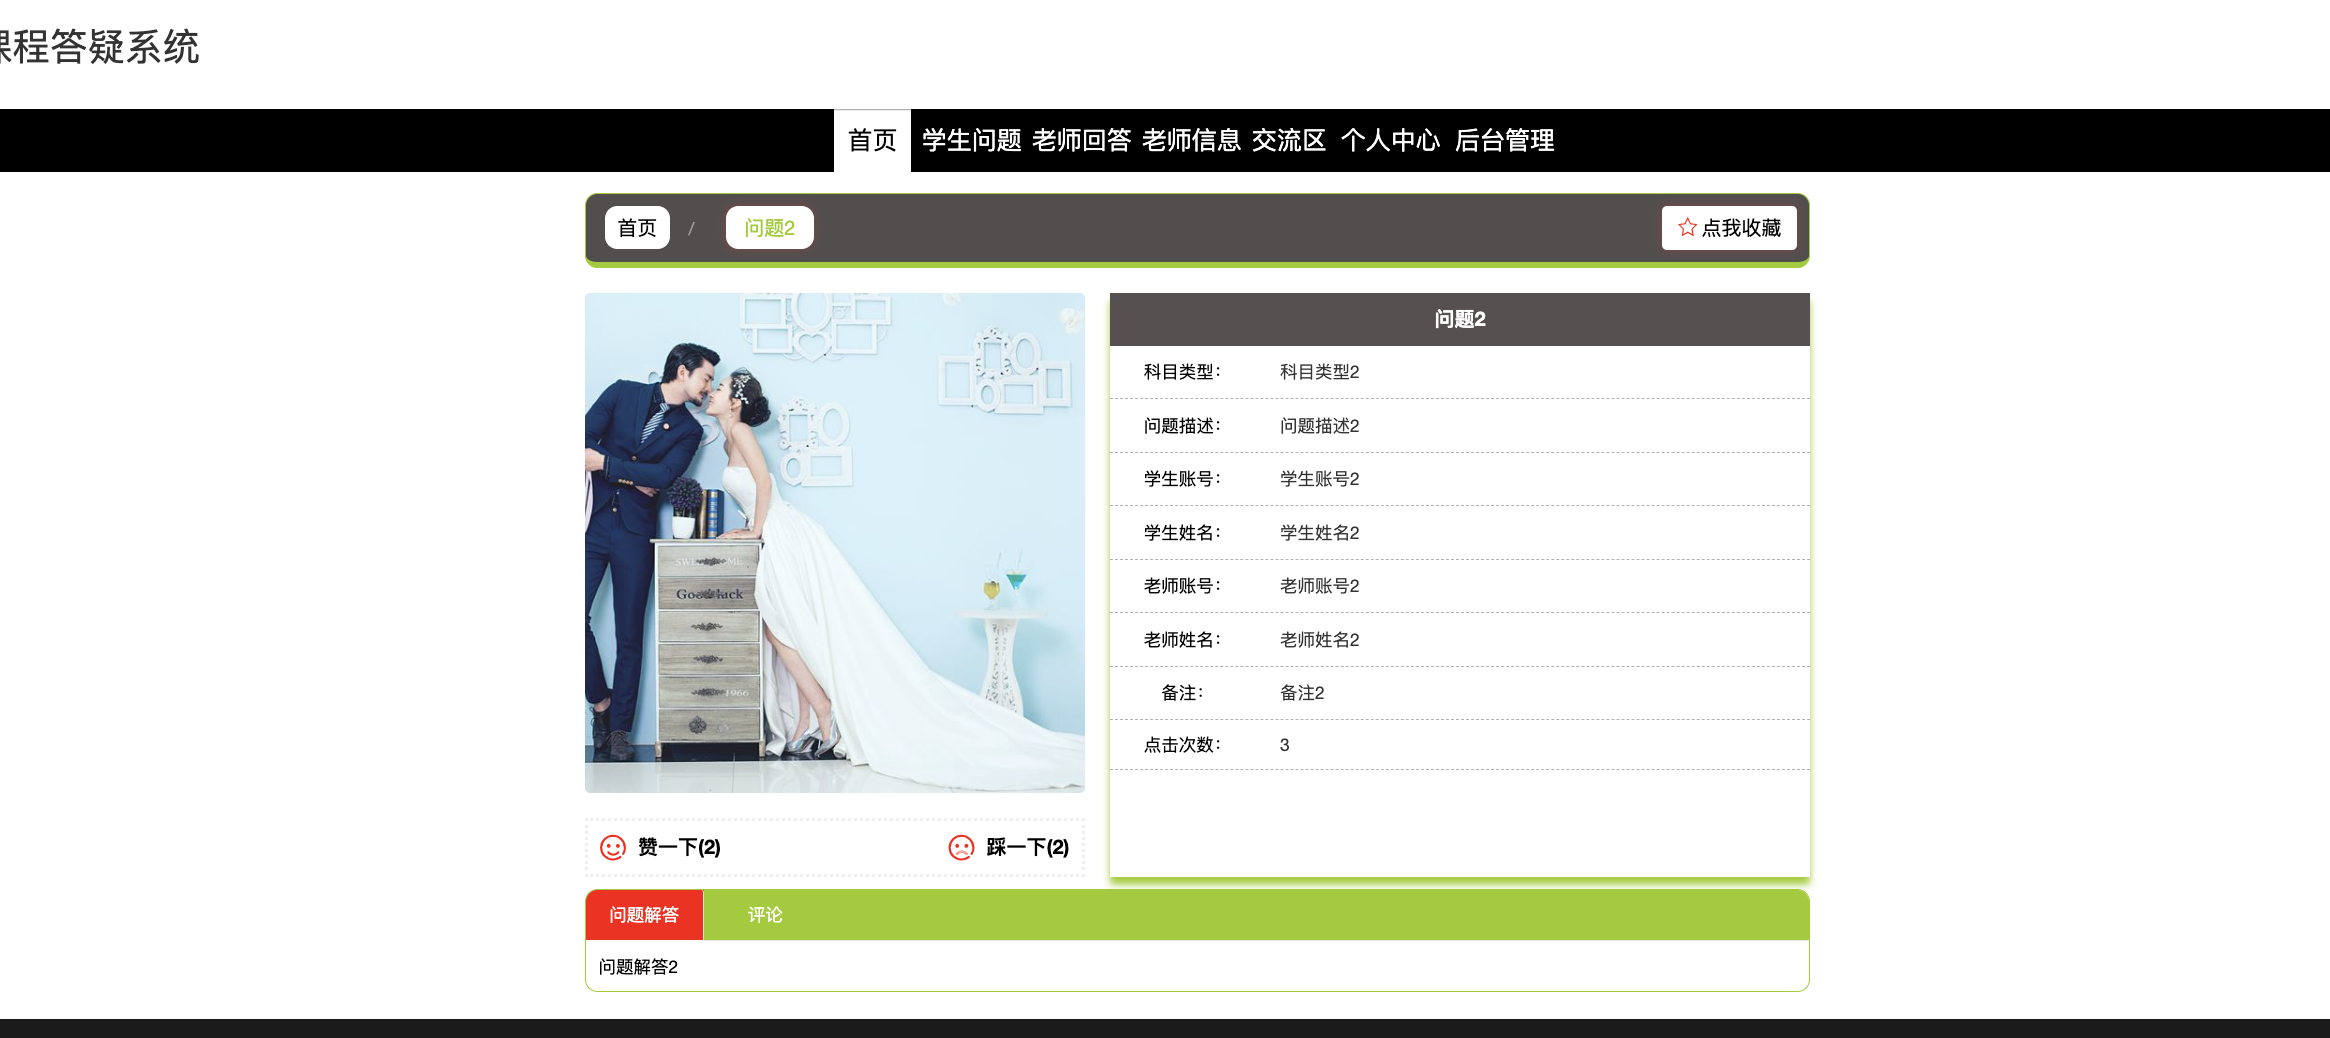 课程答疑系统
首页 学生问题 老师回答 老师信息 交流区 个人中心 后台管理
首页 / 问题2 点我收藏
问题2
科目类型： 科目类型2
问题描述： 问题描述2
学生账号： 学生账号2
学生姓名： 学生姓名2
老师账号： 老师账号2
老师姓名： 老师姓名2
备注： 备注2
点击次数： 3
Good luck
1966
赞一下(2) 踩一下(2)
问题解答 评论
问题解答2